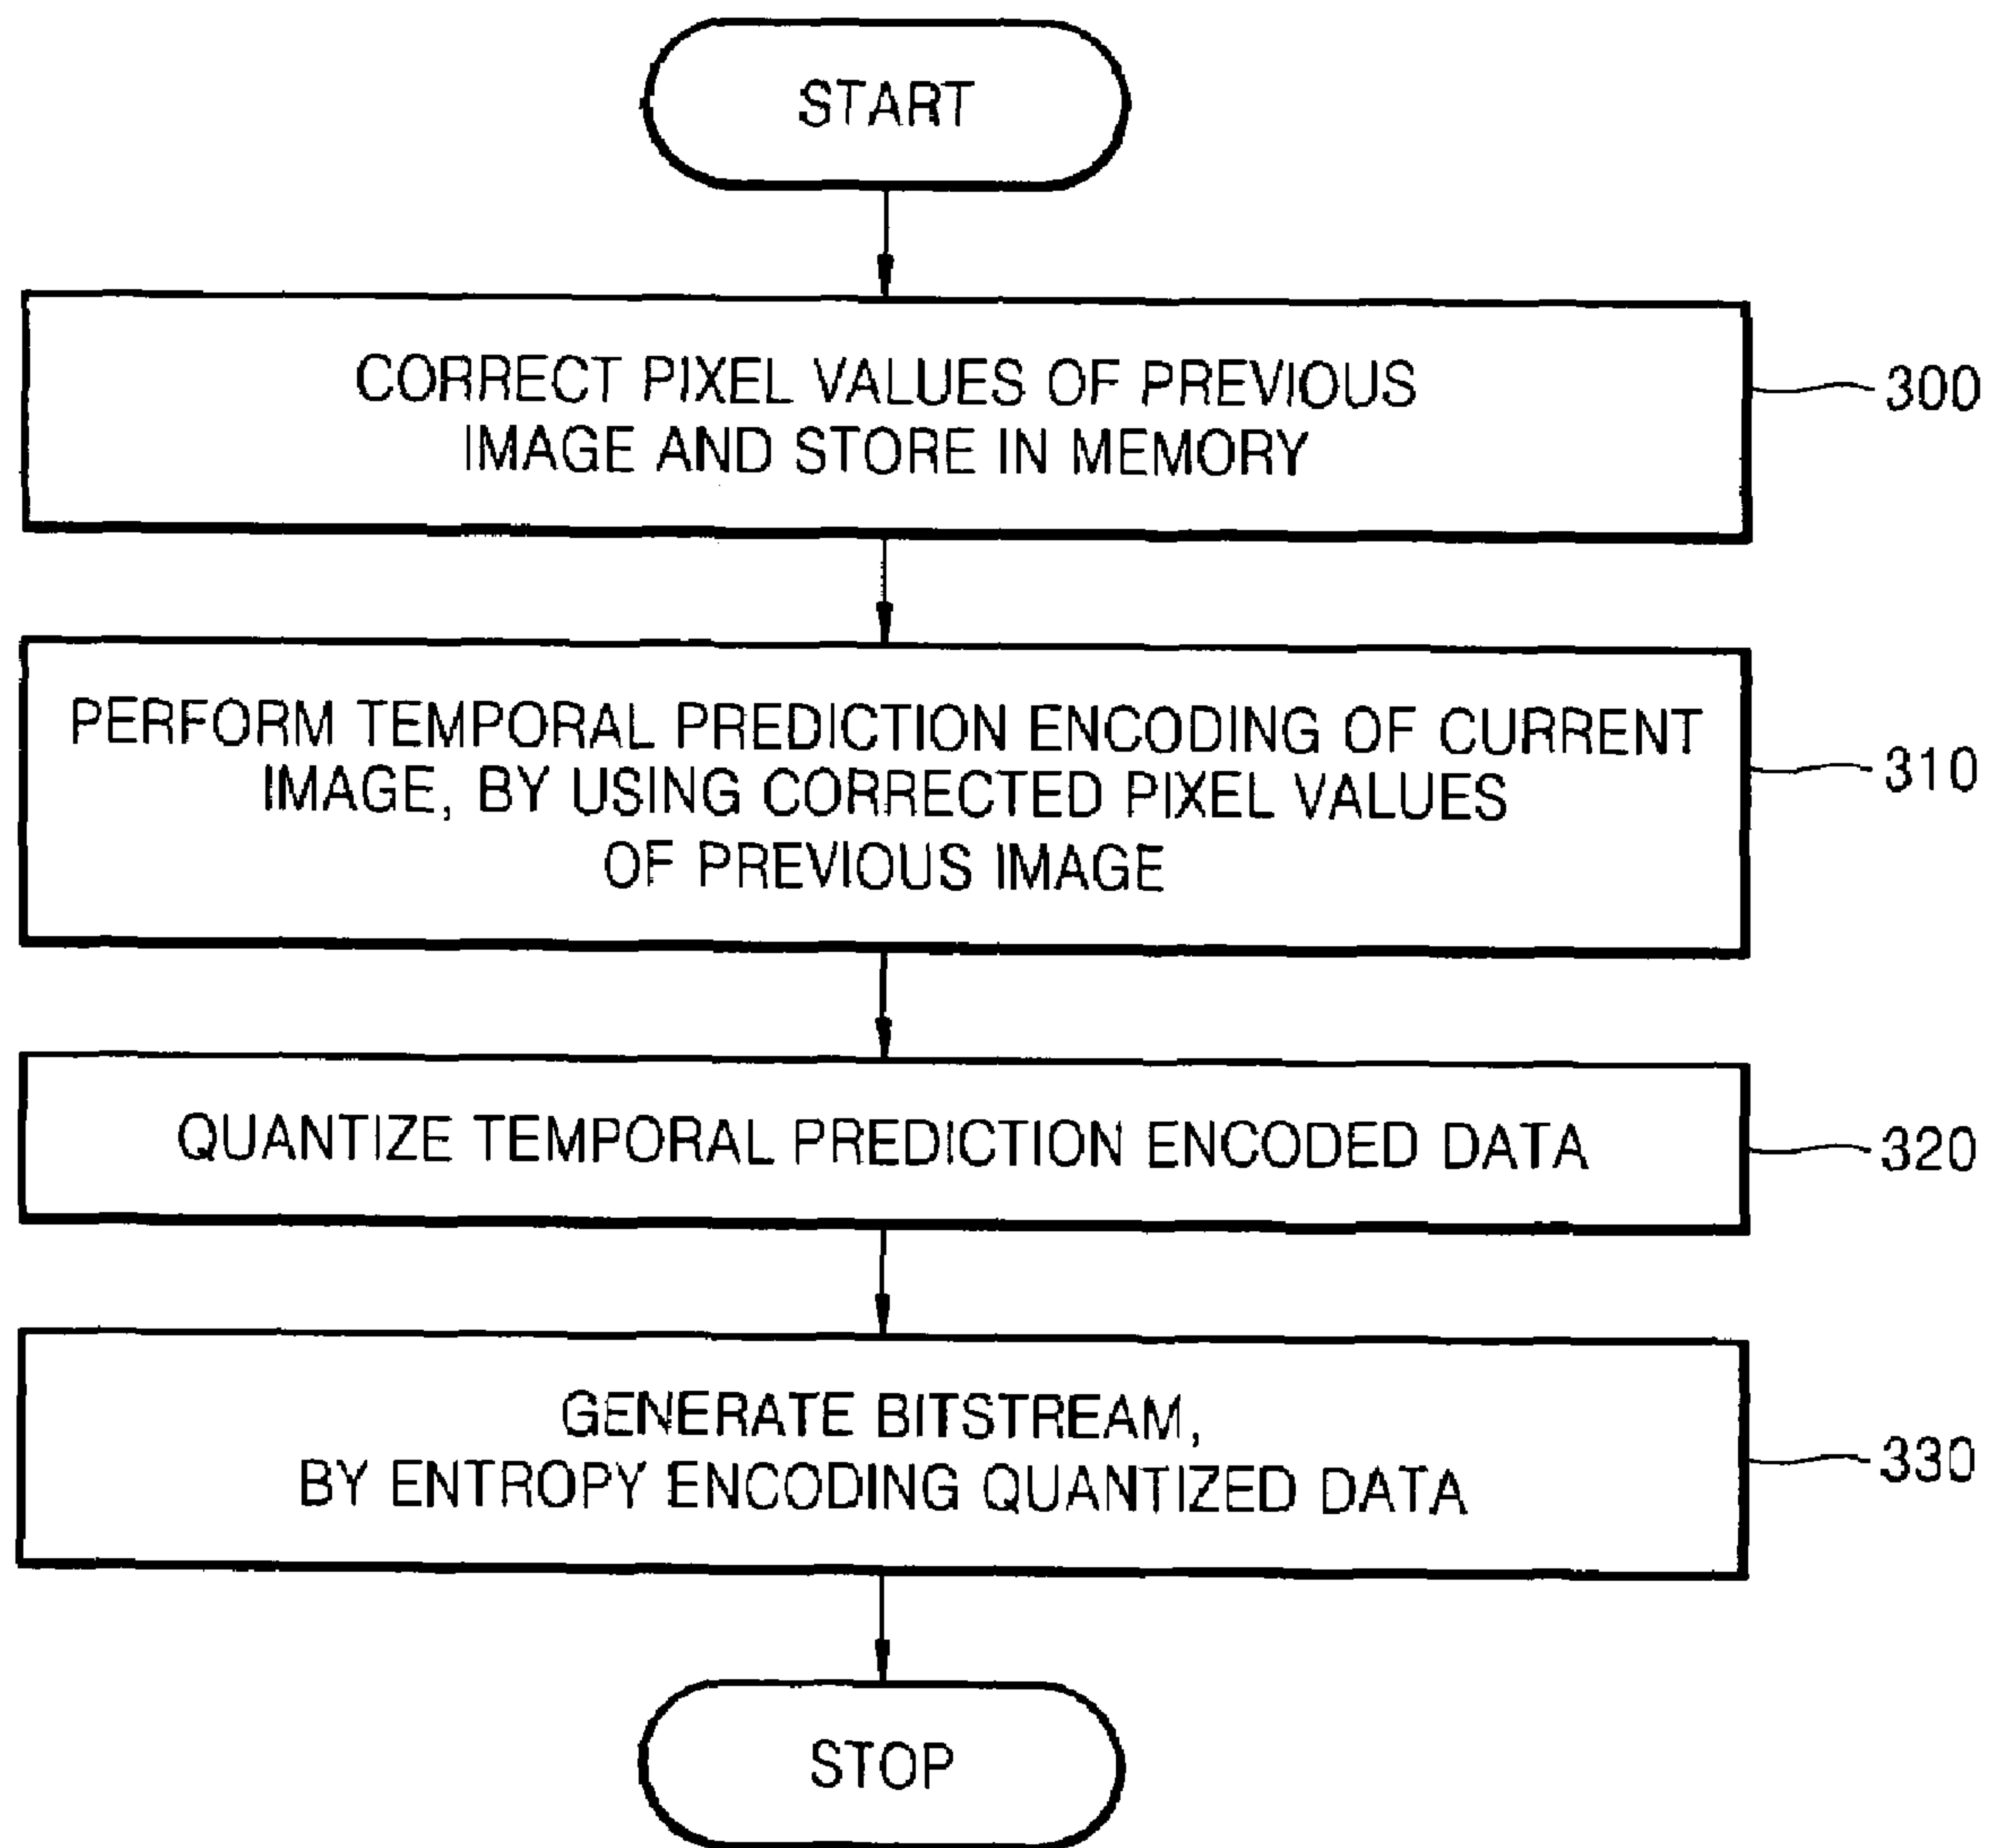 START
CORRECT PIXEL VALUES OF PREVIOUS
IMAGE AND STORE IN MEMORY
300
PERFORM TEMPORAL PREDICTION ENCODING OF CURRENT
IMAGE, BY USING CORRECTED PIXEL VALUES
OF PREVIOUS IMAGE
310
QUANTIZE TEMPORAL PREDICTION ENCODED DATA
320
GENERATE BITSTREAM,
BY ENTROPY ENCODING QUANTIZED DATA
330
STOP